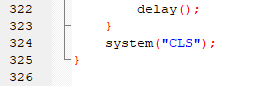 322 delay();
323 }
324 system("CLS");
325 }
326